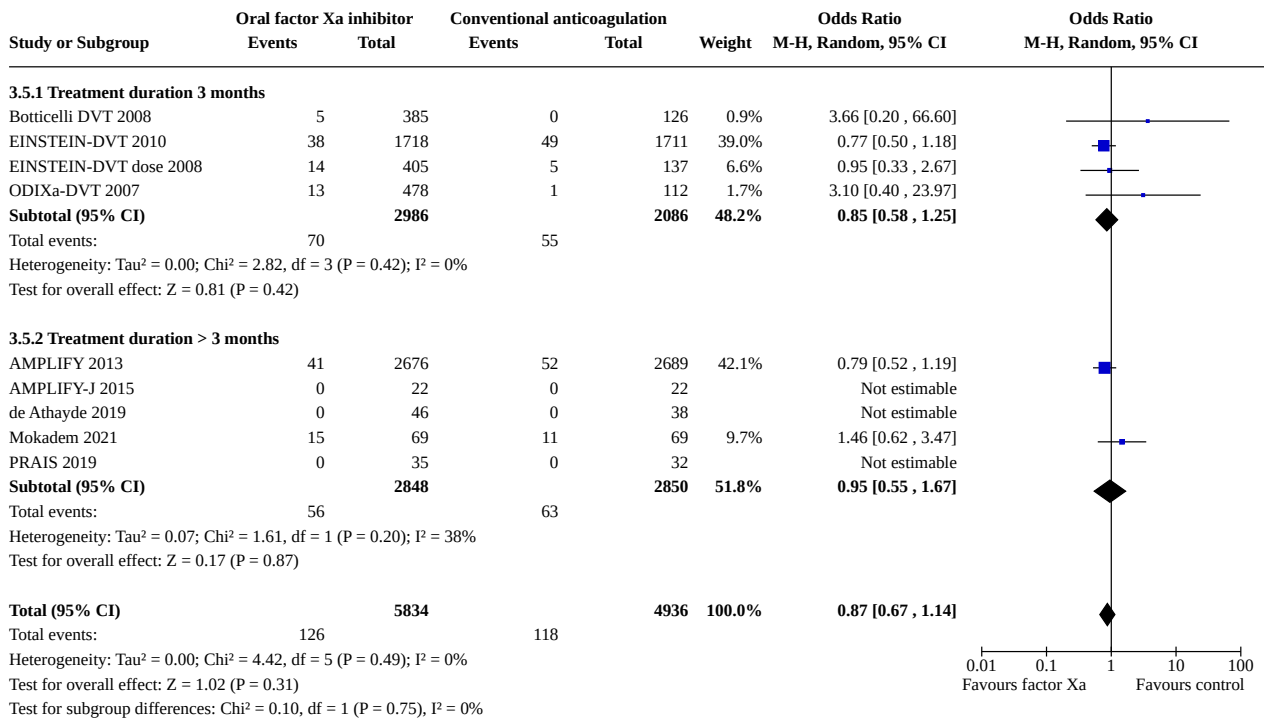 Oral factor Xa inhibitor Conventional anticoagulation Odds Ratio Odds Ratio
Study or Subgroup Events Total Events Total Weight M-H, Random, 95% CI M-H, Random, 95% CI
3.5.1 Treatment duration 3 months
Botticelli DVT 2008 5 385 0 126 0.9% 3.66 [0.20 , 66.60]
EINSTEIN-DVT 2010 38 1718 49 1711 39.0% 0.77 [0.50 , 1.18]
EINSTEIN-DVT dose 2008 14 405 5 137 6.6% 0.95 [0.33 , 2.67]
ODIXa-DVT 2007 13 478 1 112 1.7% 3.10 [0.40 , 23.97]
Subtotal (95% CI) 2986 2086 48.2% 0.85 [0.58 , 1.25]
Total events: 70 55
Heterogeneity: Tau² = 0.00; Chi² = 2.82, df = 3 (P = 0.42); I² = 0%
Test for overall effect: Z = 0.81 (P = 0.42)
3.5.2 Treatment duration > 3 months
AMPLIFY 2013 41 2676 52 2689 42.1% 0.79 [0.52 , 1.19]
AMPLIFY-J 2015 0 22 0 22 Not estimable
de Athayde 2019 0 46 0 38 Not estimable
Mokadem 2021 15 69 11 69 9.7% 1.46 [0.62 , 3.47]
PRAIS 2019 0 35 0 32 Not estimable
Subtotal (95% CI) 2848 2850 51.8% 0.95 [0.55 , 1.67]
Total events: 56 63
Heterogeneity: Tau² = 0.07; Chi² = 1.61, df = 1 (P = 0.20); I² = 38%
Test for overall effect: Z = 0.17 (P = 0.87)
Total (95% CI) 5834 4936 100.0% 0.87 [0.67 , 1.14]
Total events: 126 118
Heterogeneity: Tau² = 0.00; Chi² = 4.42, df = 5 (P = 0.49); I² = 0%
0.01 0.1 1 10 100
Test for overall effect: Z = 1.02 (P = 0.31) Favours factor Xa Favours control
Test for subgroup differences: Chi² = 0.10, df = 1 (P = 0.75), I² = 0%